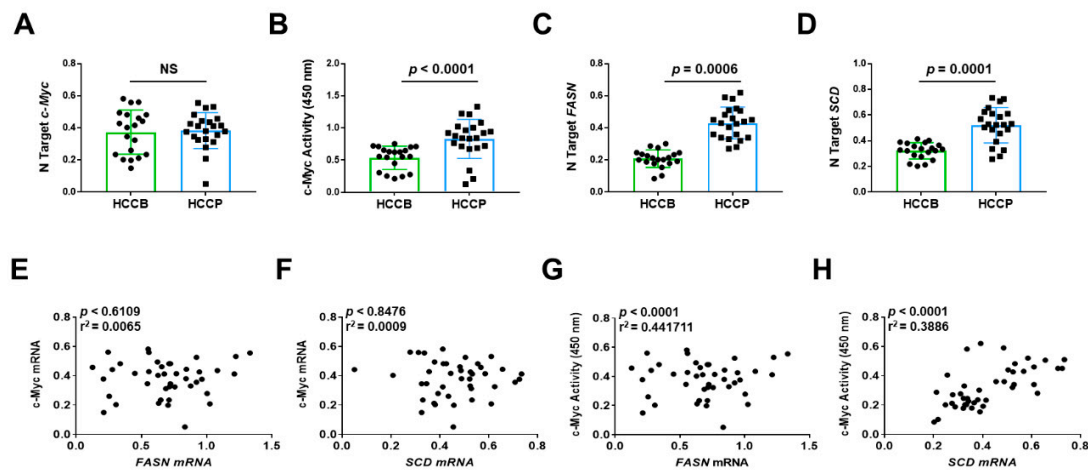 A
B
C
D
NS
p < 0.0001
p = 0.0006
p = 0.0001
N Target c-Myc
0.8
0.6
0.4
0.2
0.0
HCCB
HCCP
c-Myc Activity (450 nm)
2.0
1.5
1.0
0.5
0.0
HCCB
HCCP
N Target FASN
0.8
0.6
0.4
0.2
0.0
HCCB
HCCP
N Target SCD
1.0
0.8
0.6
0.4
0.2
0.0
HCCB
HCCP
E
F
G
H
p < 0.6109
r² = 0.0065
c-Myc mRNA
0.8
0.6
0.4
0.2
0.0
0.0
0.5
1.0
1.5
FASN mRNA
p < 0.8476
r² = 0.0009
c-Myc mRNA
0.8
0.6
0.4
0.2
0.0
0.0
0.2
0.4
0.6
0.8
SCD mRNA
p < 0.0001
r² = 0.441711
c-Myc Activity (450 nm)
0.8
0.6
0.4
0.2
0.0
0.0
0.5
1.0
1.5
FASN mRNA
p < 0.0001
r² = 0.3886
c-Myc Activity (450 nm)
0.8
0.6
0.4
0.2
0.0
0.0
0.2
0.4
0.6
0.8
SCD mRNA